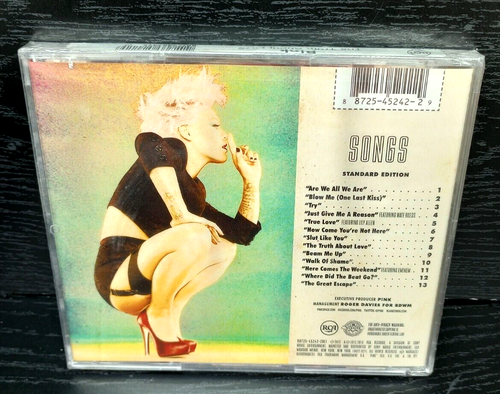 8 8725-45242-2 9
SONGS
STANDARD EDITION
"Are We All We Are" . . . . . . . . . . . 1
"Blow Me (One Last Kiss)" . . . . . . . . . 2
"Try" . . . . . . . . . . . . . . . . . . 3
"Just Give Me A Reason" FEATURING NATE RUESS . . 4
"True Love" FEATURING LILY ALLEN . . . . . . . 5
"How Come You're Not Here" . . . . . . . . 6
"Slut Like You" . . . . . . . . . . . . . . 7
"The Truth About Love" . . . . . . . . . . 8
"Beam Me Up" . . . . . . . . . . . . . . . 9
"Walk Of Shame" . . . . . . . . . . . . . 10
"Here Comes The Weekend" FEATURING EMINEM . . 11
"Where Did The Beat Go?" . . . . . . . . . 12
"The Great Escape" . . . . . . . . . . . . 13
EXECUTIVE PRODUCER P!NK
MANAGEMENT ROGER DAVIES FOR RDWM
RCA